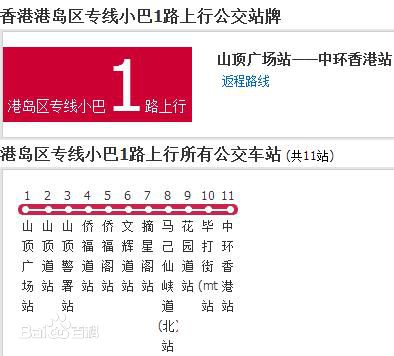 香港港岛区专线小巴1路上行公交站牌
港岛区专线小巴1路上行
山顶广场站——中环香港站
返程路线
港岛区专线小巴1路上行所有公交车站 (共11站)
1 2 3 4 5 6 7 8 9 10 11
山顶广场站
山顶道站
山顶警署站
侨福道站
侨福阁站
文辉道站
摘星阁站
马己仙峡道(北)站
花园道站
毕打街(mt站
中环香港站
Bai百科